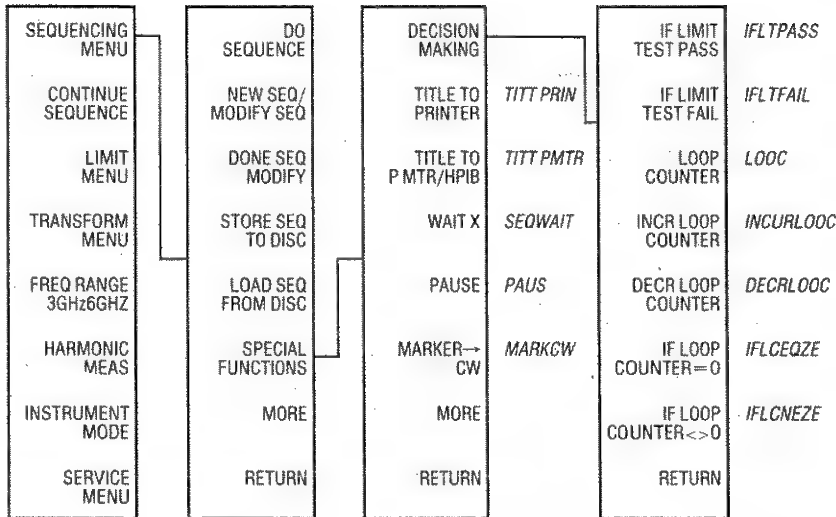 SEQUENCING
MENU
CONTINUE
SEQUENCE
LIMIT
MENU
TRANSFORM
MENU
FREQ RANGE
3GHz6GHZ
HARMONIC
MEAS
INSTRUMENT
MODE
SERVICE
MENU
DO
SEQUENCE
NEW SEQ/
MODIFY SEQ
DONE SEQ
MODIFY
STORE SEQ
TO DISC
LOAD SEQ
FROM DISC
SPECIAL
FUNCTIONS
MORE
RETURN
DECISION
MAKING
TITLE TO
PRINTER
TITT PRIN
TITLE TO
P MTR/HPIB
TITT PMTR
WAIT X
SEQWAIT
PAUSE
PAUS
MARKER→
CW
MARKCW
MORE
RETURN
IF LIMIT
TEST PASS
IFLTPASS
IF LIMIT
TEST FAIL
IFLTFAIL
LOOP
COUNTER
LOOC
INCR LOOP
COUNTER
INCURLOOC
DECR LOOP
COUNTER
DECRLOOC
IF LOOP
COUNTER=0
IFLCEQZE
IF LOOP
COUNTER<>0
IFLCNEZE
RETURN